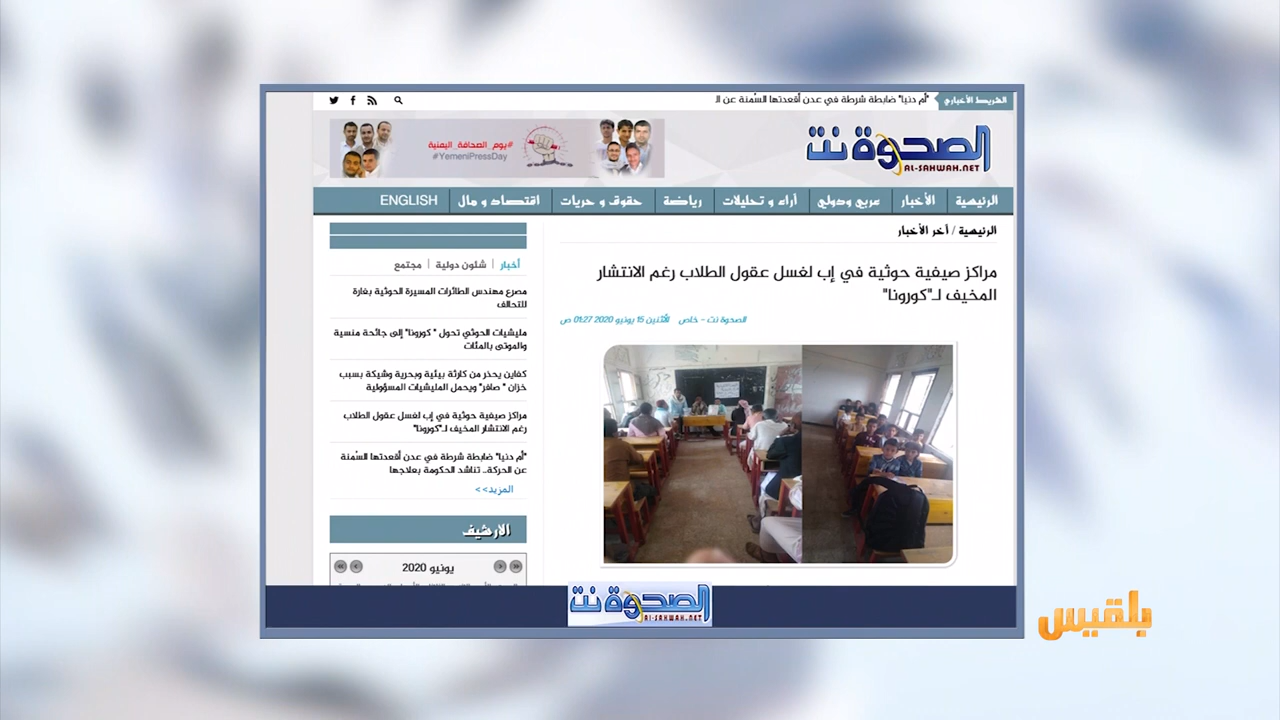 الشريط الأخباري
"أم دنيا" ضابطة شرطة في عدن أقعدتها السُمنة عن ال
الصحوة نت
AL-SAHWAH.NET
#يوم_الصحافة_اليمنية
#YemeniPressDay
الرئيسية
الأخبار
عربي ودولي
أراء و تحليلات
رياضة
حقوق و حريات
اقتصاد و مال
ENGLISH
الرئيسية / أخر الأخبار
مراكز صيفية حوثية في إب لغسل عقول الطلاب رغم الانتشار
المخيف لـ"كورونا"
الصحوة نت - خاص الأثنين 15 يونيو 2020 01:27 ص
أخبار | شئون دولية | مجتمع
مصرع مهندس الطائرات المسيرة الحوثية بغارة
للتحالف
مليشيات الحوثي تحول " كورونا" إلى جائحة منسية
والموتى بالمئات
كفاين يحذر من كارثة بيئية وبحرية وشيكة بسبب
خزان " صافر" ويحمل المليشيات المسؤولية
مراكز صيفية حوثية في إب لغسل عقول الطلاب
رغم الانتشار المخيف لـ"كورونا"
"أم دنيا" ضابطة شرطة في عدن أقعدتها السُمنة
عن الحركة.. تناشد الحكومة بعلاجها
المزيد>>
الارشيف
يونيو 2020
الصحوة نت
AL-SAHWAH.NET
بلقيس